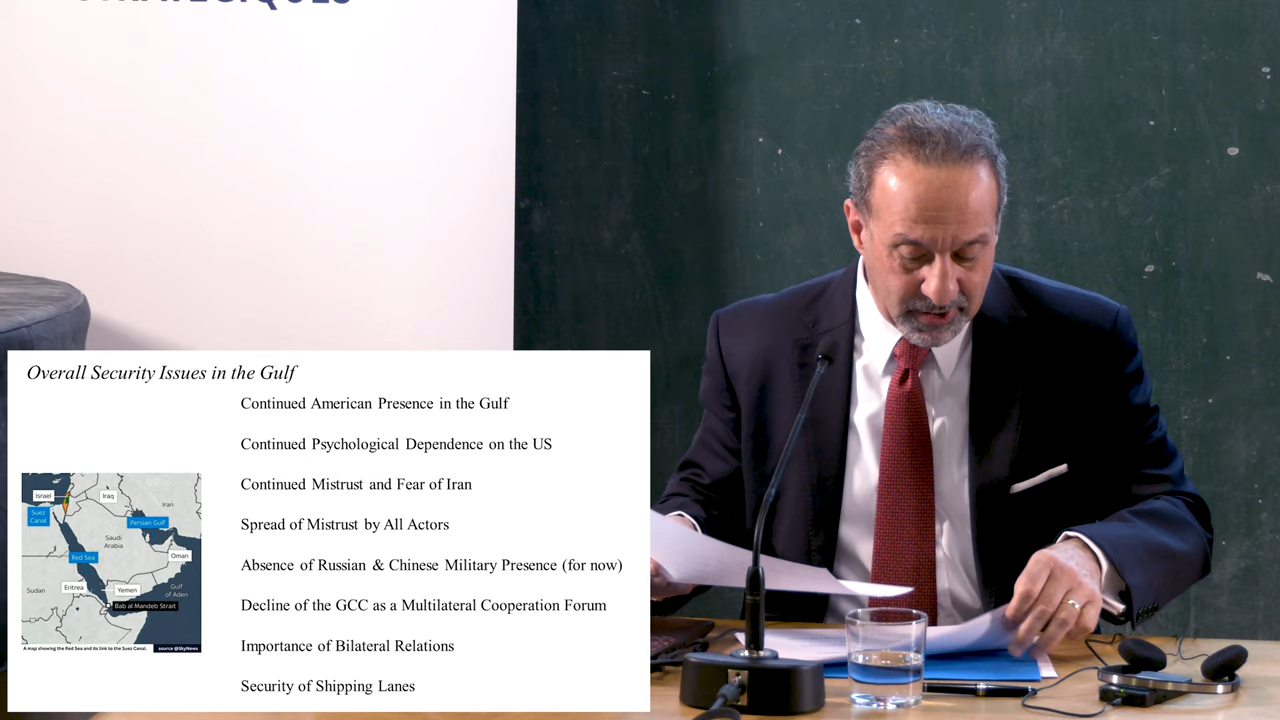 STRATÉGIQUES
Overall Security Issues in the Gulf
Continued American Presence in the Gulf
Continued Psychological Dependence on the US
Continued Mistrust and Fear of Iran
Spread of Mistrust by All Actors
Absence of Russian & Chinese Military Presence (for now)
Decline of the GCC as a Multilateral Cooperation Forum
Importance of Bilateral Relations
Security of Shipping Lanes
Israel
Iraq
Iran
Suez
Canal
Persian Gulf
Saudi
Arabia
Red Sea
Oman
Sudan
Eritrea
Yemen
Gulf
of Aden
Bab al Mandeb Strait
A map showing the Red Sea and its link to the Suez Canal.
source @SkyNews